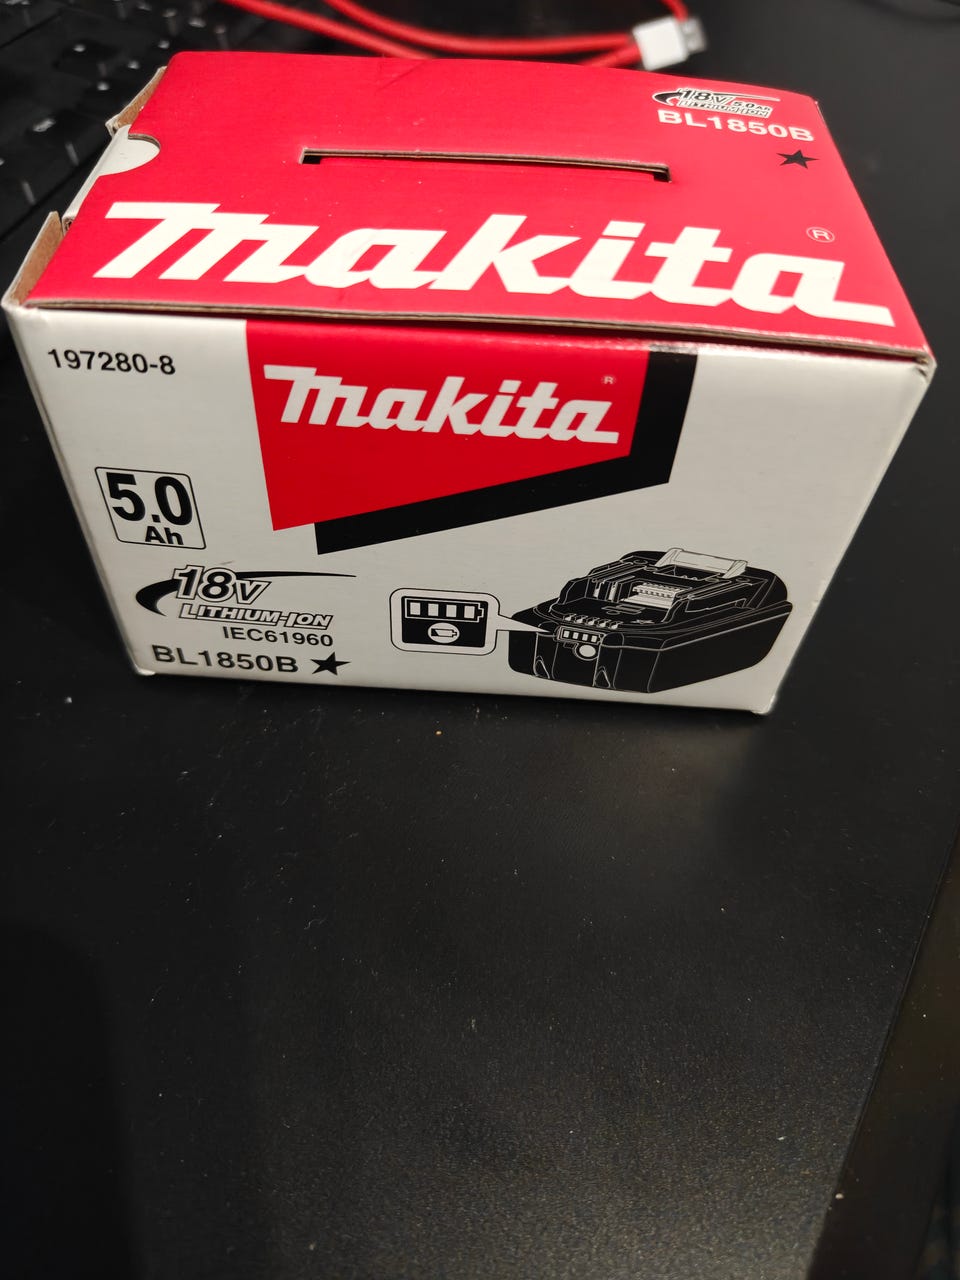 18V 5.0Ah
LITHIUM-ION
BL1850B
makita ®
197280-8
makita ®
5.0
Ah
18V
LITHIUM-ION
IEC61960
BL1850B